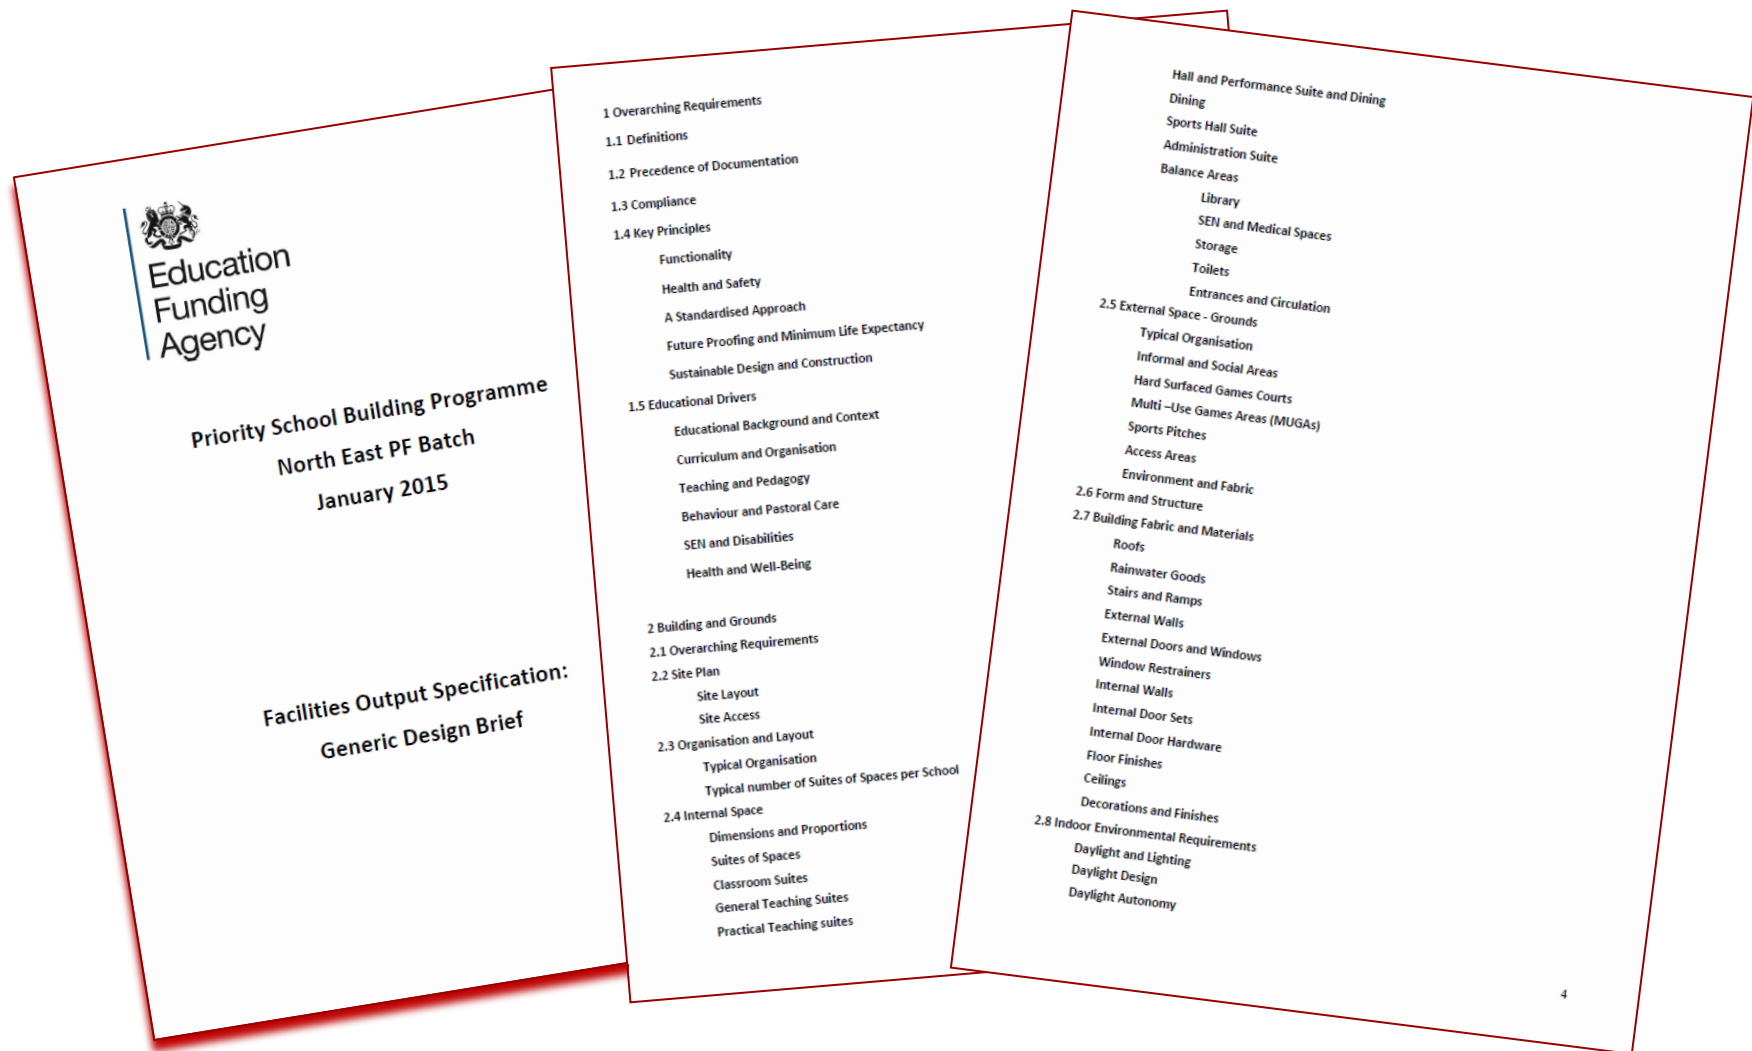 Education
Funding
Agency
Priority School Building Programme
North East PF Batch
January 2015
Facilities Output Specification:
Generic Design Brief
1 Overarching Requirements
1.1 Definitions
1.2 Precedence of Documentation
1.3 Compliance
1.4 Key Principles
Functionality
Health and Safety
A Standardised Approach
Future Proofing and Minimum Life Expectancy
Sustainable Design and Construction
1.5 Educational Drivers
Educational Background and Context
Curriculum and Organisation
Teaching and Pedagogy
Behaviour and Pastoral Care
SEN and Disabilities
Health and Well-Being
2 Building and Grounds
2.1 Overarching Requirements
2.2 Site Plan
Site Layout
Site Access
2.3 Organisation and Layout
Typical Organisation
Typical number of Suites of Spaces per School
2.4 Internal Space
Dimensions and Proportions
Suites of Spaces
Classroom Suites
General Teaching Suites
Practical Teaching suites
Hall and Performance Suite and Dining
Dining
Sports Hall Suite
Administration Suite
Balance Areas
Library
SEN and Medical Spaces
Storage
Toilets
Entrances and Circulation
2.5 External Space - Grounds
Typical Organisation
Informal and Social Areas
Hard Surfaced Games Courts
Multi –Use Games Areas (MUGAs)
Sports Pitches
Access Areas
Environment and Fabric
2.6 Form and Structure
2.7 Building Fabric and Materials
Roofs
Rainwater Goods
Stairs and Ramps
External Walls
External Doors and Windows
Window Restrainers
Internal Walls
Internal Door Sets
Internal Door Hardware
Floor Finishes
Ceilings
Decorations and Finishes
2.8 Indoor Environmental Requirements
Daylight and Lighting
Daylight Design
Daylight Autonomy
4